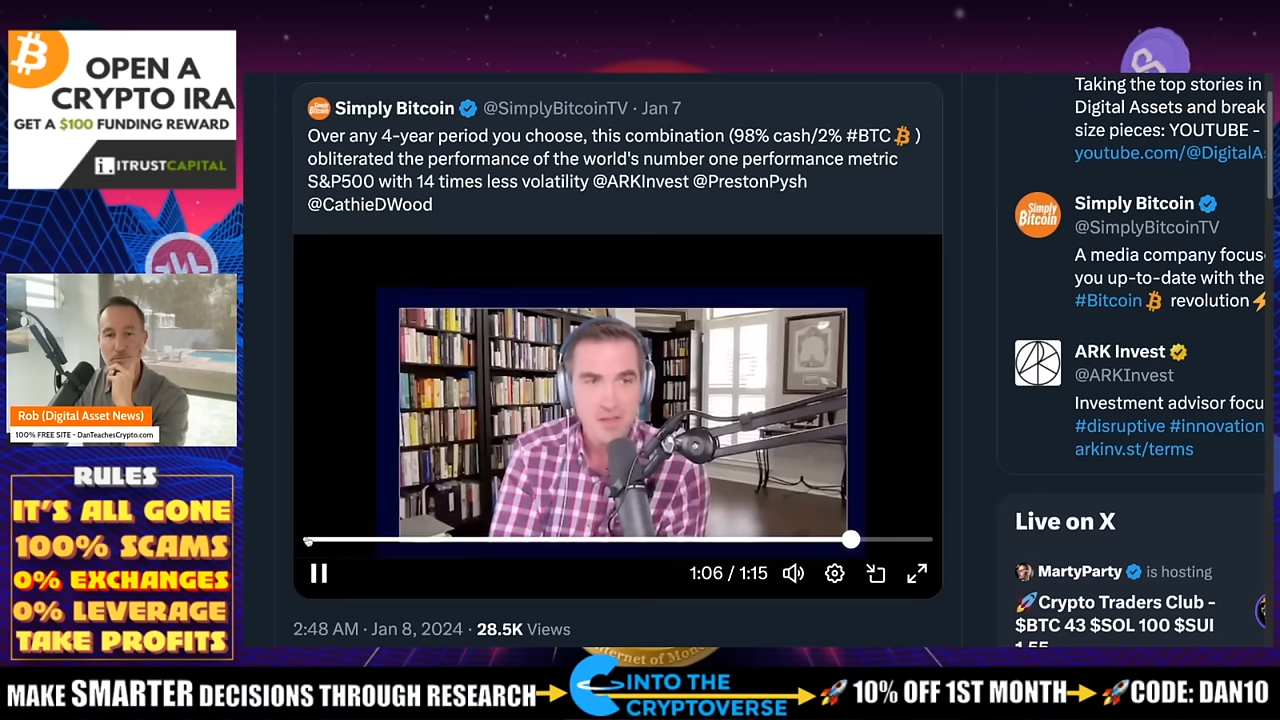 OPEN A
CRYPTO IRA
GET A $100 FUNDING REWARD
ITRUSTCAPITAL
Rob (Digital Asset News)
100% FREE SITE - DanTeachesCrypto.com
RULES
IT'S ALL GONE
100% SCAMS
0% EXCHANGES
0% LEVERAGE
TAKE PROFITS
Simply Bitcoin @SimplyBitcoinTV · Jan 7
Over any 4-year period you choose, this combination (98% cash/2% #BTC )
obliterated the performance of the world's number one performance metric
S&P500 with 14 times less volatility @ARKInvest @PrestonPysh
@CathieDWood
1:06 / 1:15
2:48 AM · Jan 8, 2024 · 28.5K Views
Taking the top stories in
Digital Assets and break
size pieces: YOUTUBE -
youtube.com/@DigitalA
Simply Bitcoin
Simply Bitcoin
@SimplyBitcoinTV
A media company focus
you up-to-date with the
#Bitcoin revolution
ARK Invest
@ARKInvest
Investment advisor focu
#disruptive #innovation
arkinv.st/terms
Live on X
MartyParty is hosting
🚀Crypto Traders Club -
$BTC 43 $SOL 100 $SUI
1.55
nternet of Mon
MAKE SMARTER DECISIONS THROUGH RESEARCH
INTO THE
CRYPTOVERSE
🚀 10% OFF 1ST MONTH
🚀CODE: DAN10